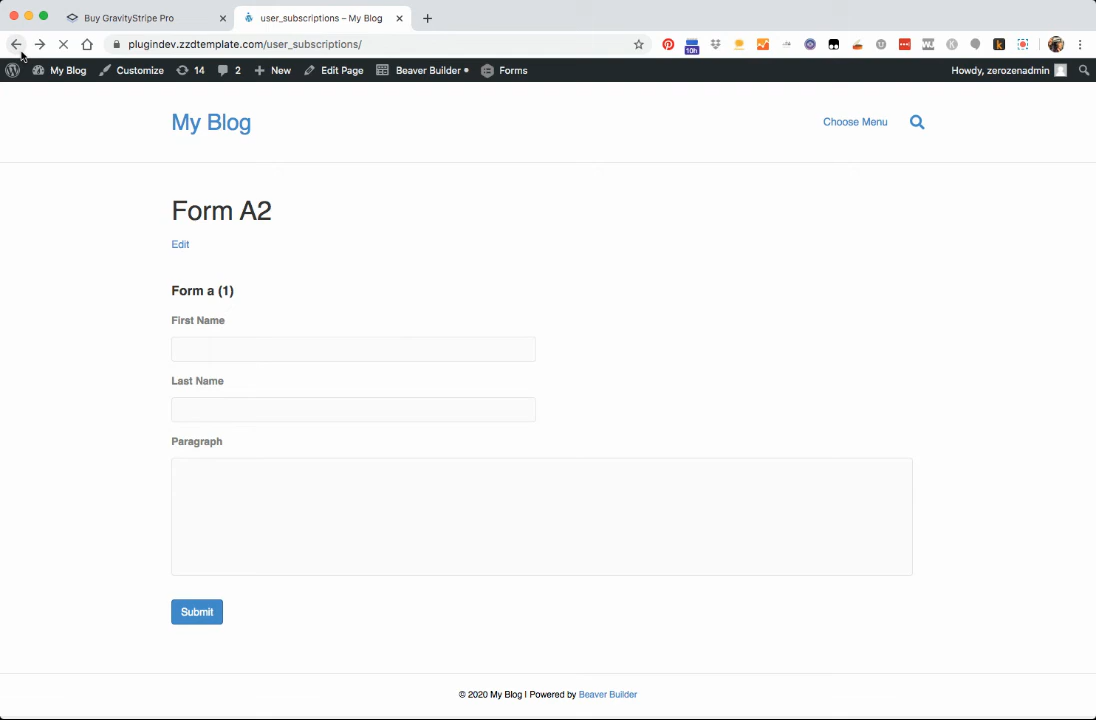 Buy GravityStripe Pro
user_subscriptions – My Blog
plugindev.zzdtemplate.com/user_subscriptions/
10h
My Blog
Customize
14
2
New
Edit Page
Beaver Builder
Forms
Howdy, zerozenadmin
My Blog
Choose Menu
Form A2
Edit
Form a (1)
First Name
Last Name
Paragraph
Submit
© 2020 My Blog | Powered by Beaver Builder